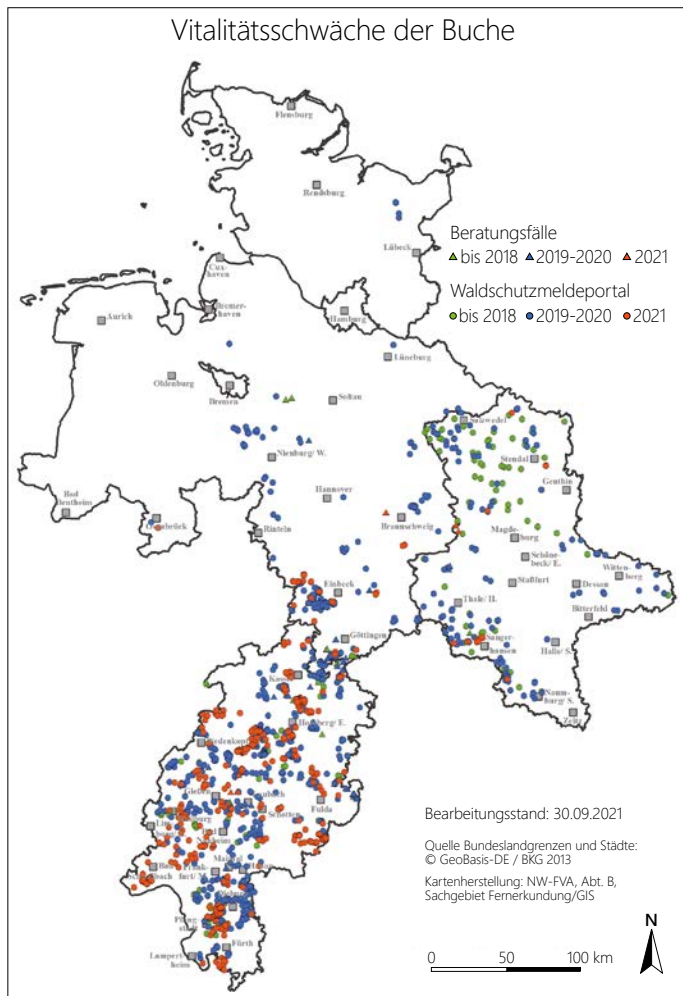 Vitalitätsschwäche der Buche
Flensburg
Rendsburg
Beratungsfälle
bis 2018 2019-2020 2021
Waldschutzmeldeportal
bis 2018 2019-2020 2021
Lübeck
Cux-
haven
Bremer-
haven
Hamburg
Aurick
Lüneburg
Oldenburg
Bremen
Soltau
Salzwedel
Nienburg/ W.
Stendal
Genthin
Hannover
Bad
Bentheim
Braunschweig
Rinteln
Magde-
burg
Schöne-
beck/ E.
Staßfurt
Witten-
berg
Dessau
Einbeck
Thale/ H.
Bitterfeld
Göttingen
Sanger-
hausen
Halle/ S.
Kassel
Naum-
burg/ S.
Zeitz
Homberg/ E.
Biedenkopf
Gießen
Schotten
Fulda
Fürth
Lampert-
heim
Bearbeitungsstand: 30.09.2021
Quelle Bundeslandgrenzen und Städte:
© GeoBasis-DE / BKG 2013
Kartenherstellung: NW-FVA, Abt. B,
Sachgebiet Fernerkundung/GIS
N
0 50 100 km